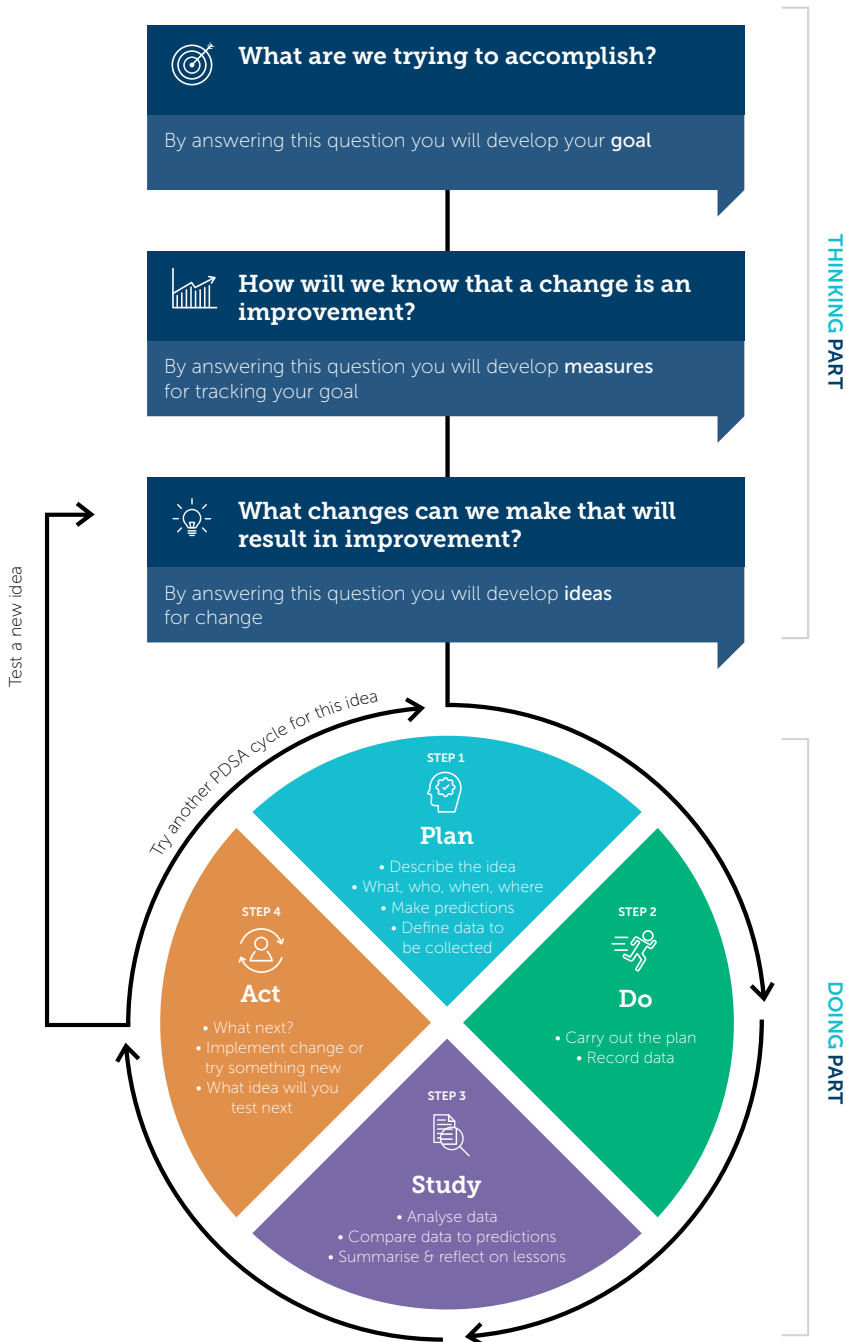 What are we trying to accomplish?
By answering this question you will develop your goal
How will we know that a change is an
improvement?
By answering this question you will develop measures
for tracking your goal
What changes can we make that will
result in improvement?
By answering this question you will develop ideas
for change
THINKING PART
Test a new idea
Try another PDSA cycle for this idea
STEP 1
Plan
• Describe the idea
• What, who, when, where
• Make predictions
• Define data to
be collected
STEP 2
Do
• Carry out the plan
• Record data
STEP 3
Study
• Analyse data
• Compare data to predictions
• Summarise & reflect on lessons
STEP 4
Act
• What next?
• Implement change or
try something new
• What idea will you
test next
DOING PART